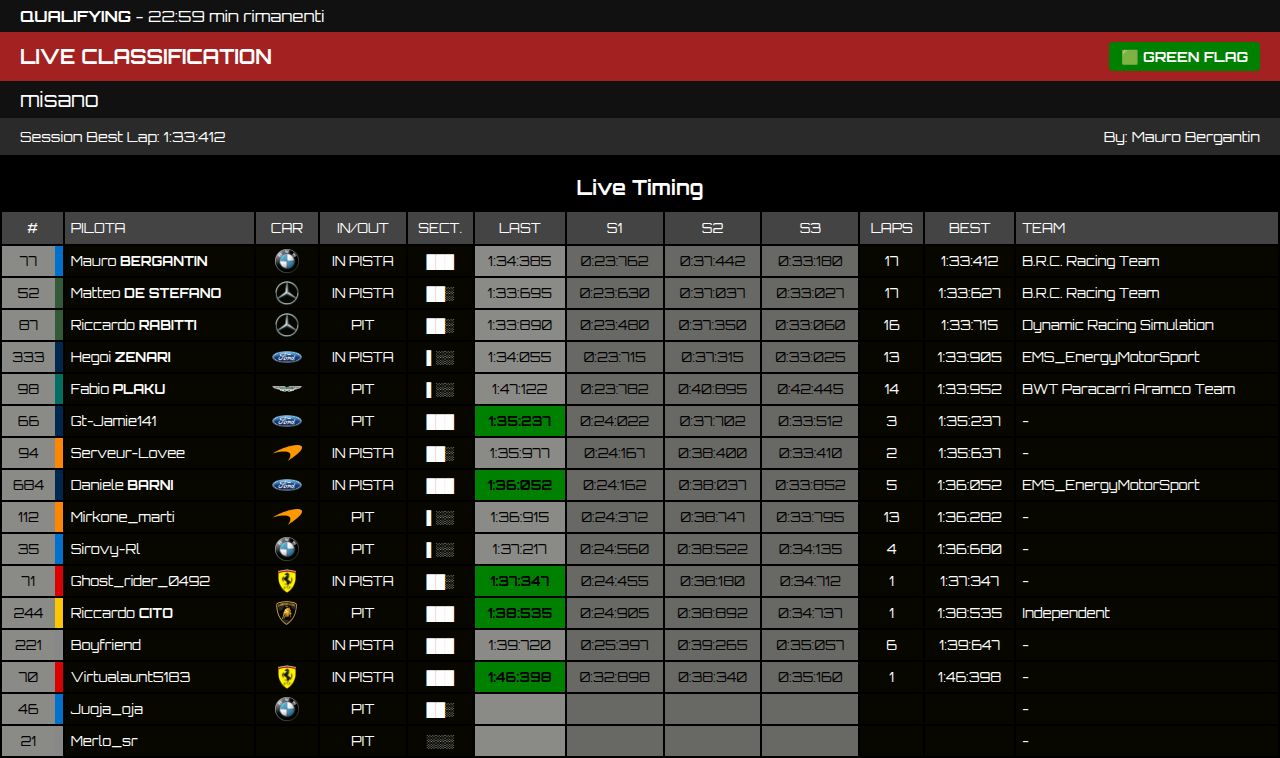 QUALIFYING - 22:59 min rimanenti
LIVE CLASSIFICATION GREEN FLAG
misano
Session Best Lap: 1:33:412 By: Mauro Bergantin
Live Timing
# PILOTA CAR IN/OUT SECT. LAST S1 S2 S3 LAPS BEST TEAM
77 Mauro BERGANTIN IN PISTA 1:34:385 0:23:762 0:37:442 0:33:180 17 1:33:412 B.R.C. Racing Team
52 Matteo DE STEFANO IN PISTA 1:33:695 0:23:630 0:37:037 0:33:027 17 1:33:627 B.R.C. Racing Team
87 Riccardo RABITTI PIT 1:33:890 0:23:480 0:37:350 0:33:060 16 1:33:715 Dynamic Racing Simulation
333 Hegoi ZENARI Ford IN PISTA 1:34:055 0:23:715 0:37:315 0:33:025 13 1:33:905 EMS_EnergyMotorSport
98 Fabio PLAKU PIT 1:47:122 0:23:782 0:40:895 0:42:445 14 1:33:952 BWT Paracarri Aramco Team
66 Gt-Jamie141 Ford PIT 1:35:237 0:24:022 0:37:702 0:33:512 3 1:35:237 -
94 Serveur-Lovee IN PISTA 1:35:977 0:24:167 0:38:400 0:33:410 2 1:35:637 -
684 Daniele BARNI Ford IN PISTA 1:36:052 0:24:162 0:38:037 0:33:852 5 1:36:052 EMS_EnergyMotorSport
112 Mirkone_marti PIT 1:36:915 0:24:372 0:38:747 0:33:795 13 1:36:282 -
35 Sirovy-Rl PIT 1:37:217 0:24:560 0:38:522 0:34:135 4 1:36:680 -
71 Ghost_rider_0492 IN PISTA 1:37:347 0:24:455 0:38:180 0:34:712 1 1:37:347 -
244 Riccardo CITO PIT 1:38:535 0:24:905 0:38:892 0:34:737 1 1:38:535 Independent
221 Boyfriend IN PISTA 1:39:720 0:25:397 0:39:265 0:35:057 6 1:39:647 -
70 Virtualaunt5183 IN PISTA 1:46:398 0:32:898 0:38:340 0:35:160 1 1:46:398 -
46 Juoja_oja PIT -
21 Merlo_sr PIT -